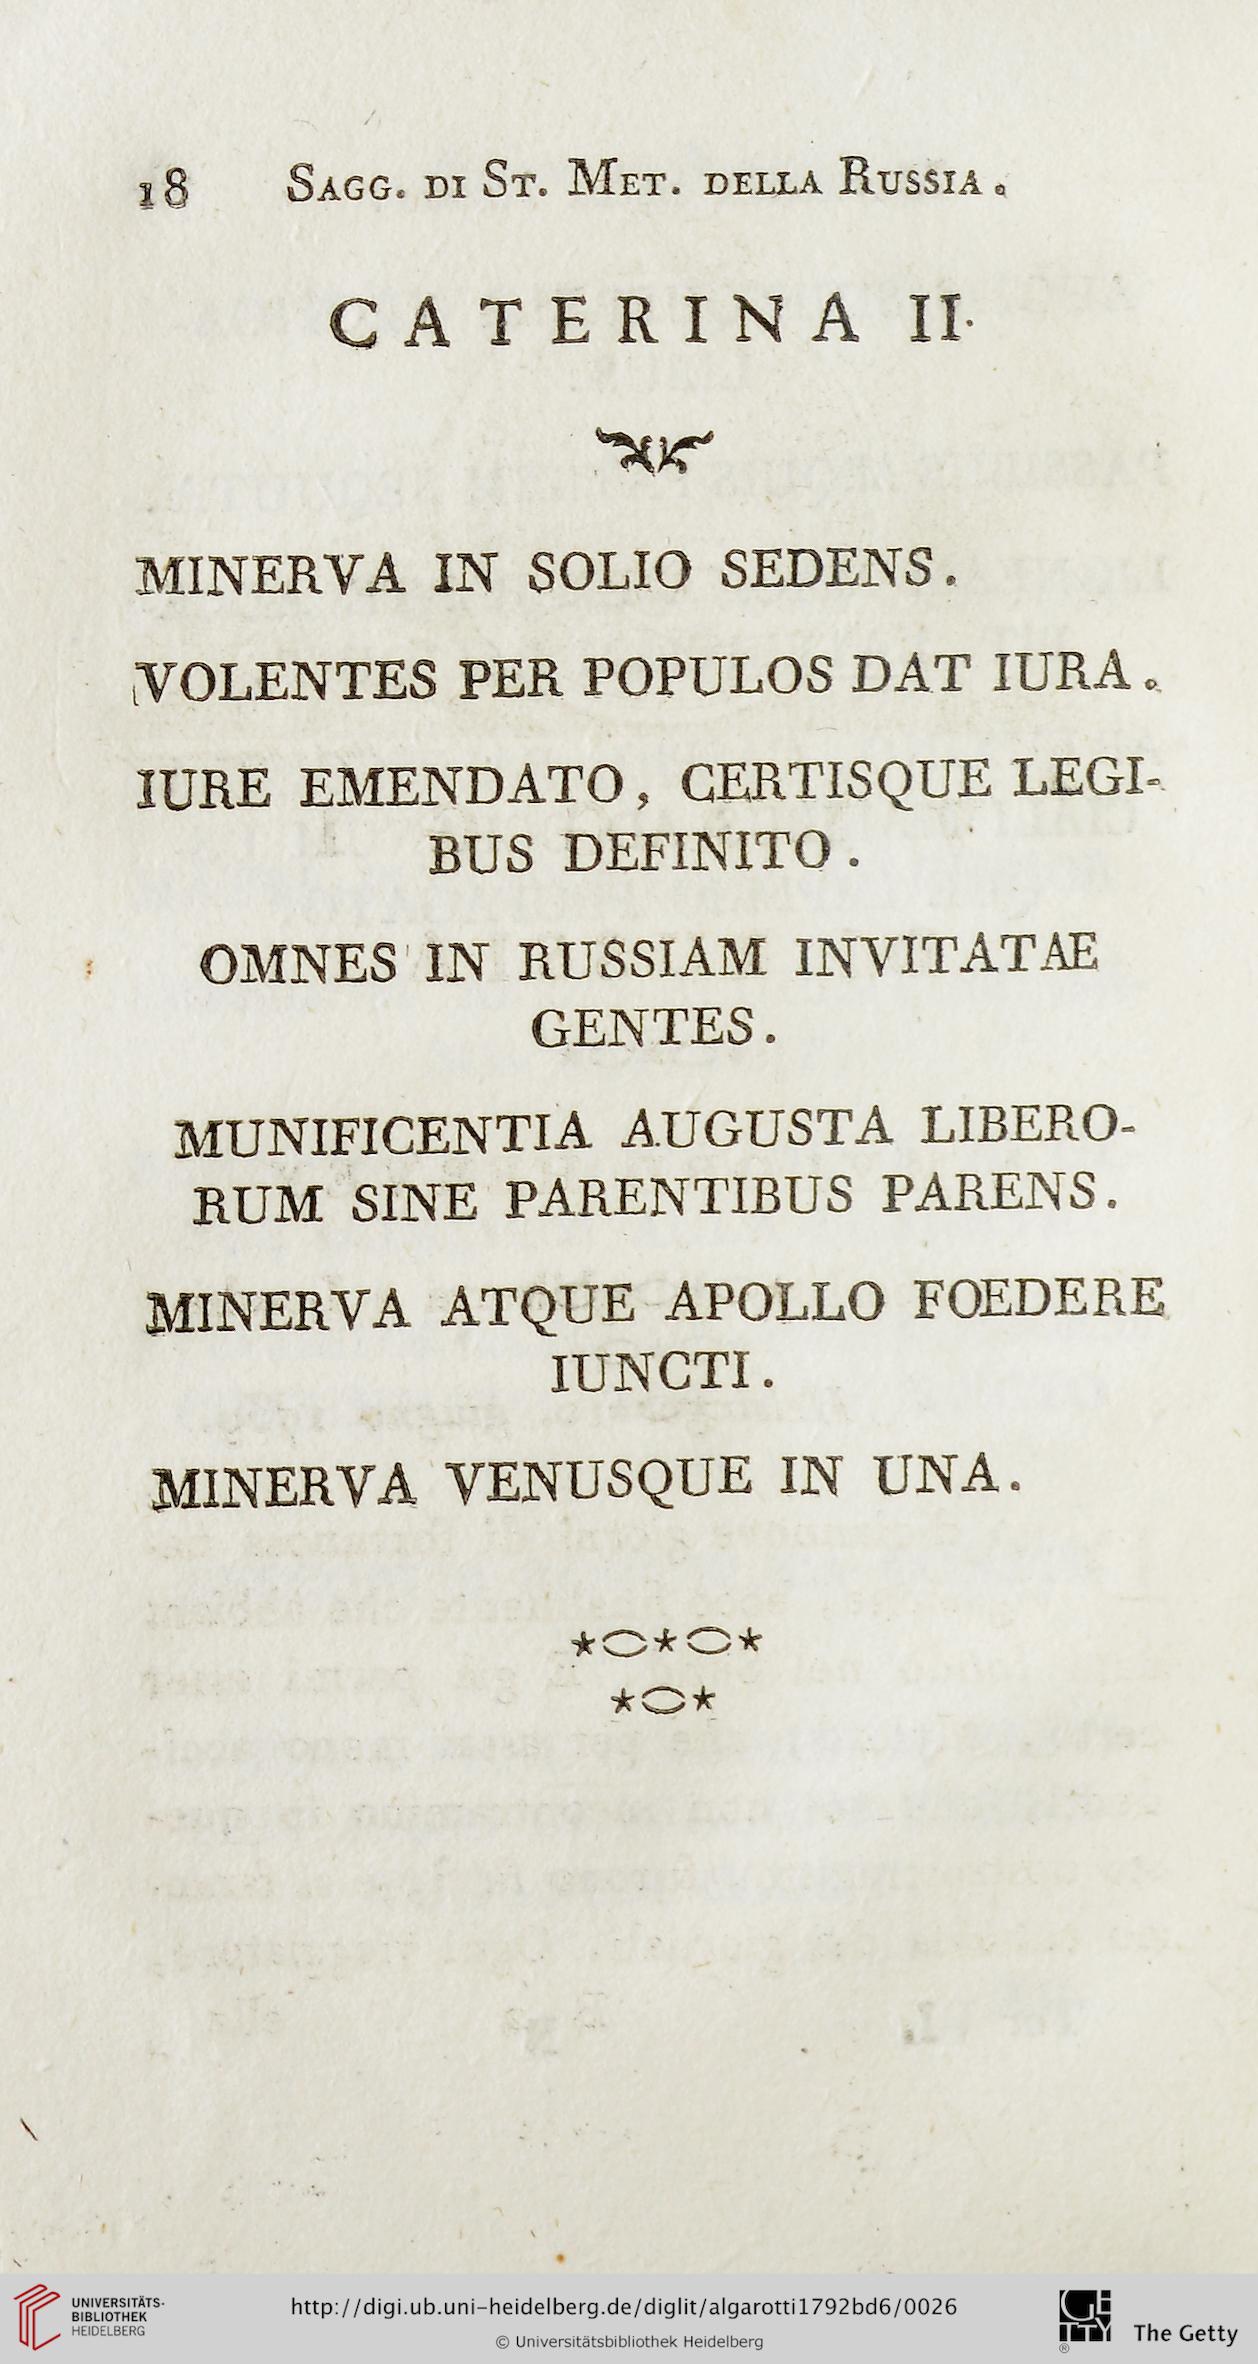 18 SAGG. DI ST. MET. DELLA RUSSIA.
CATERINA II.
MINERVA IN SOLIO SEDENS.
VOLENTES PER POPULOS DAT IURA.
IURE EMENDATO, CERTISQUE LEGI-
BUS DEFINITO.
OMNES IN RUSSIAM INVITATÆ
GENTES.
MUNIFICENTIA AUGUSTA LIBERO-
RUM SINE PARENTIBUS PARENS.
MINERVA ATQUE APOLLO FOEDERE
IUNCTI.
MINERVA VENUSQUE IN UNA.
UNIVERSITÄTS-
BIBLIOTHEK
HEIDELBERG
http://digi.ub.uni-heidelberg.de/diglit/algarotti1792bd6/0026
© Universitätsbibliothek Heidelberg
GETTY
The Getty